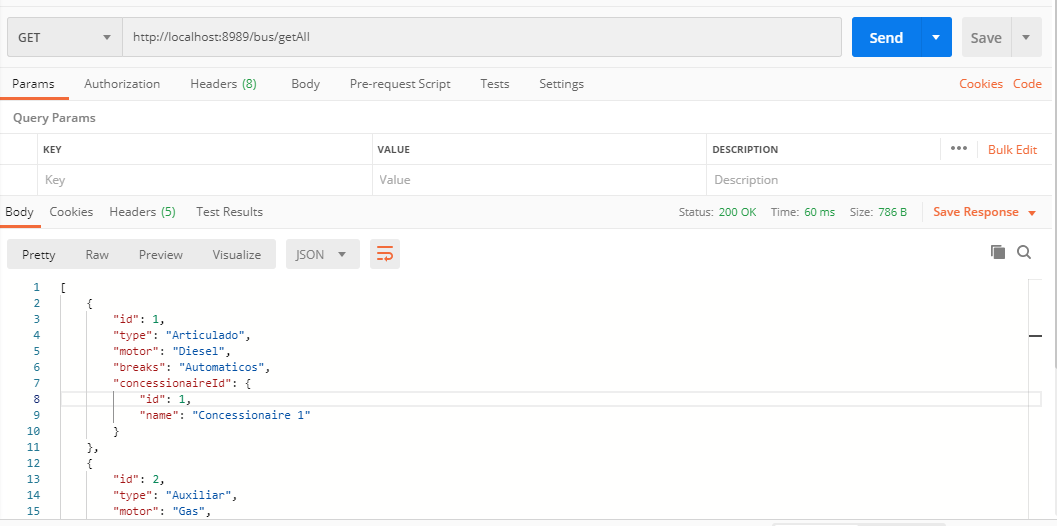 GET http://localhost:8989/bus/getAll Send Save
Params Authorization Headers (8) Body Pre-request Script Tests Settings Cookies Code
Query Params
KEY VALUE DESCRIPTION ••• Bulk Edit
Key Value Description
Body Cookies Headers (5) Test Results Status: 200 OK Time: 60 ms Size: 786 B Save Response
Pretty Raw Preview Visualize JSON
1 [
2 {
3 "id": 1,
4 "type": "Articulado",
5 "motor": "Diesel",
6 "breaks": "Automaticos",
7 "concessionaireId": {
8 "id": 1,
9 "name": "Concessionaire 1"
10 }
11 },
12 {
13 "id": 2,
14 "type": "Auxiliar",
15 "motor": "Gas",